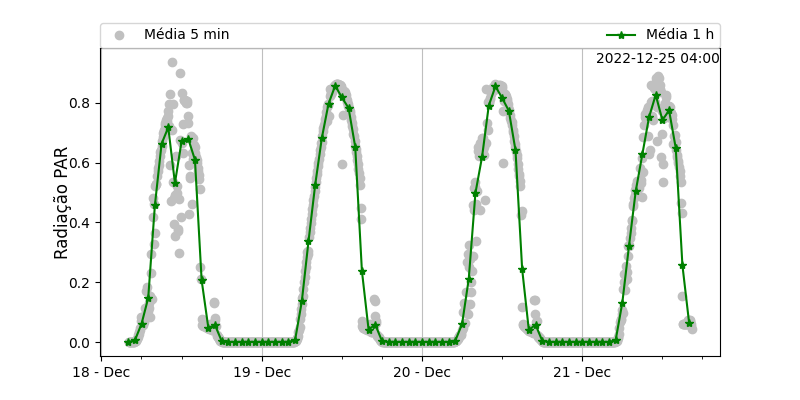 Média 5 min
Média 1 h
2022-12-25 04:00
Radiação PAR
0.8
0.6
0.4
0.2
0.0
18 - Dec
19 - Dec
20 - Dec
21 - Dec